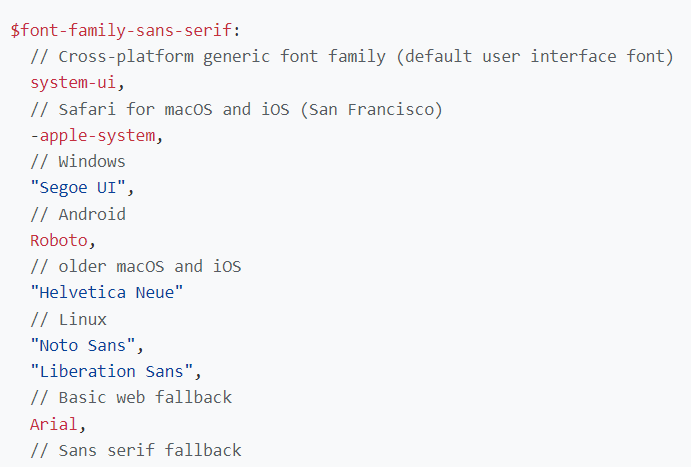 $font-family-sans-serif:
// Cross-platform generic font family (default user interface font)
system-ui,
// Safari for macOS and iOS (San Francisco)
-apple-system,
// Windows
"Segoe UI",
// Android
Roboto,
// older macOS and iOS
"Helvetica Neue"
// Linux
"Noto Sans",
"Liberation Sans",
// Basic web fallback
Arial,
// Sans serif fallback